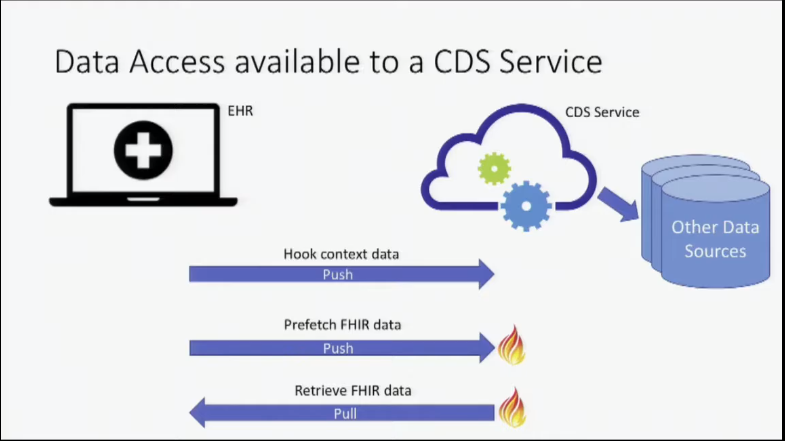 Data Access available to a CDS Service
EHR
CDS Service
Other Data
Sources
Hook context data
Push
Prefetch FHIR data
Push
Retrieve FHIR data
Pull